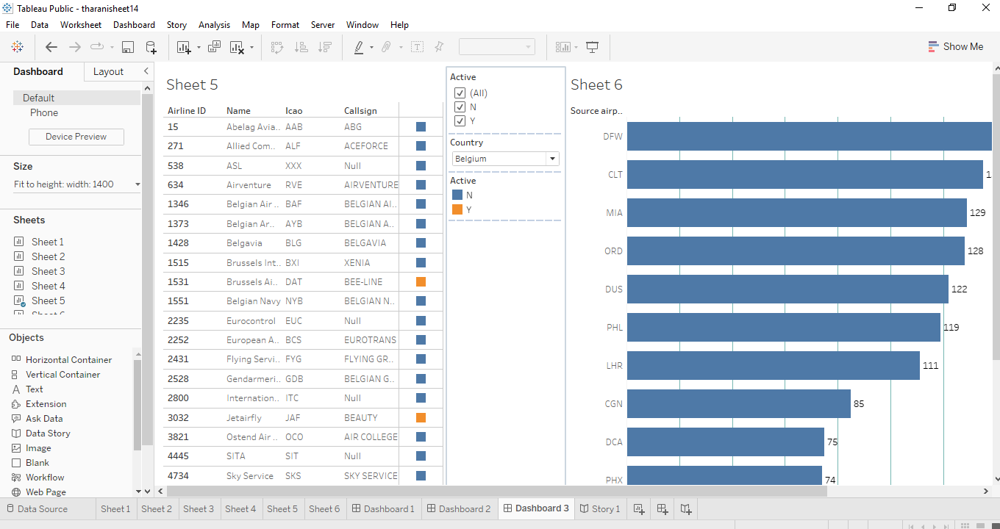 Tableau Public - tharanisheet14
File Data Worksheet Dashboard Story Analysis Map Format Server Window Help
Show Me
Dashboard Layout
Default
Phone
Device Preview
Size
Fit to height: width: 1400
Sheets
Sheet 1
Sheet 2
Sheet 3
Sheet 4
Sheet 5
Objects
Horizontal Container
Vertical Container
Text
Extension
Ask Data
Data Story
Image
Blank
Workflow
Web Page
Sheet 5
Airline ID Name Icao Callsign
15 Abelag Avia.. AAB ABG
271 Allied Com.. ALF ACEFORCE
538 ASL XXX Null
634 Airventure RVE AIRVENTURE
1346 Belgian Air .. BAF BELGIAN AI..
1373 Belgian Ar.. AYB BELGIAN A..
1428 Belgavia BLG BELGAVIA
1515 Brussels Int.. BXI XENIA
1531 Brussels Ai.. DAT BEE-LINE
1551 Belgian Navy NYB BELGIAN N..
2235 Eurocontrol EUC Null
2252 European A.. BCS EUROTRANS
2431 Flying Servi.. FYG FLYING GR..
2528 Gendarmeri.. GDB BELGIAN G..
2800 Internation.. ITC Null
3032 Jetairfly JAF BEAUTY
3821 Ostend Air .. OCO AIR COLLEGE
4445 SITA SIT Null
4734 Sky Service SKS SKY SERVICE
Active
(All)
N
Y
Country
Belgium
Active
N
Y
Sheet 6
Source airp..
DFW
CLT 1
MIA 129
ORD 128
DUS 122
PHL 119
LHR 111
CGN 85
DCA 75
PHX 74
Data Source Sheet 1 Sheet 2 Sheet 3 Sheet 4 Sheet 5 Sheet 6 Dashboard 1 Dashboard 2 Dashboard 3 Story 1